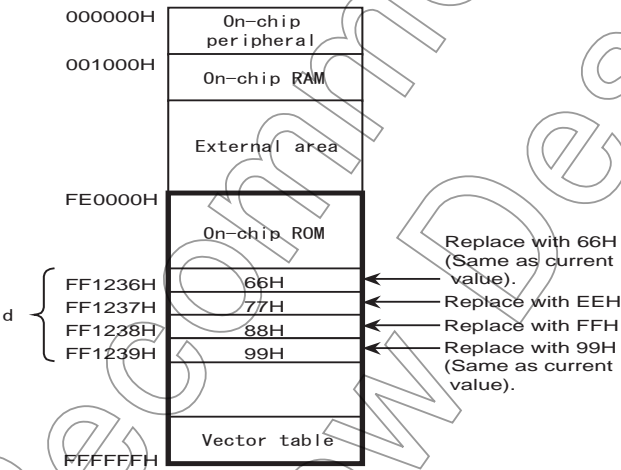 000000H
On-chip
peripheral
001000H
On-chip RAM
External area
FE0000H
On-chip ROM
Replace with 66H
(Same as current
value).
FF1236H 66H
FF1237H 77H Replace with EEH
d
FF1238H 88H Replace with FFH
FF1239H 99H Replace with 99H
(Same as current
value).
Vector table
FFFFFFH